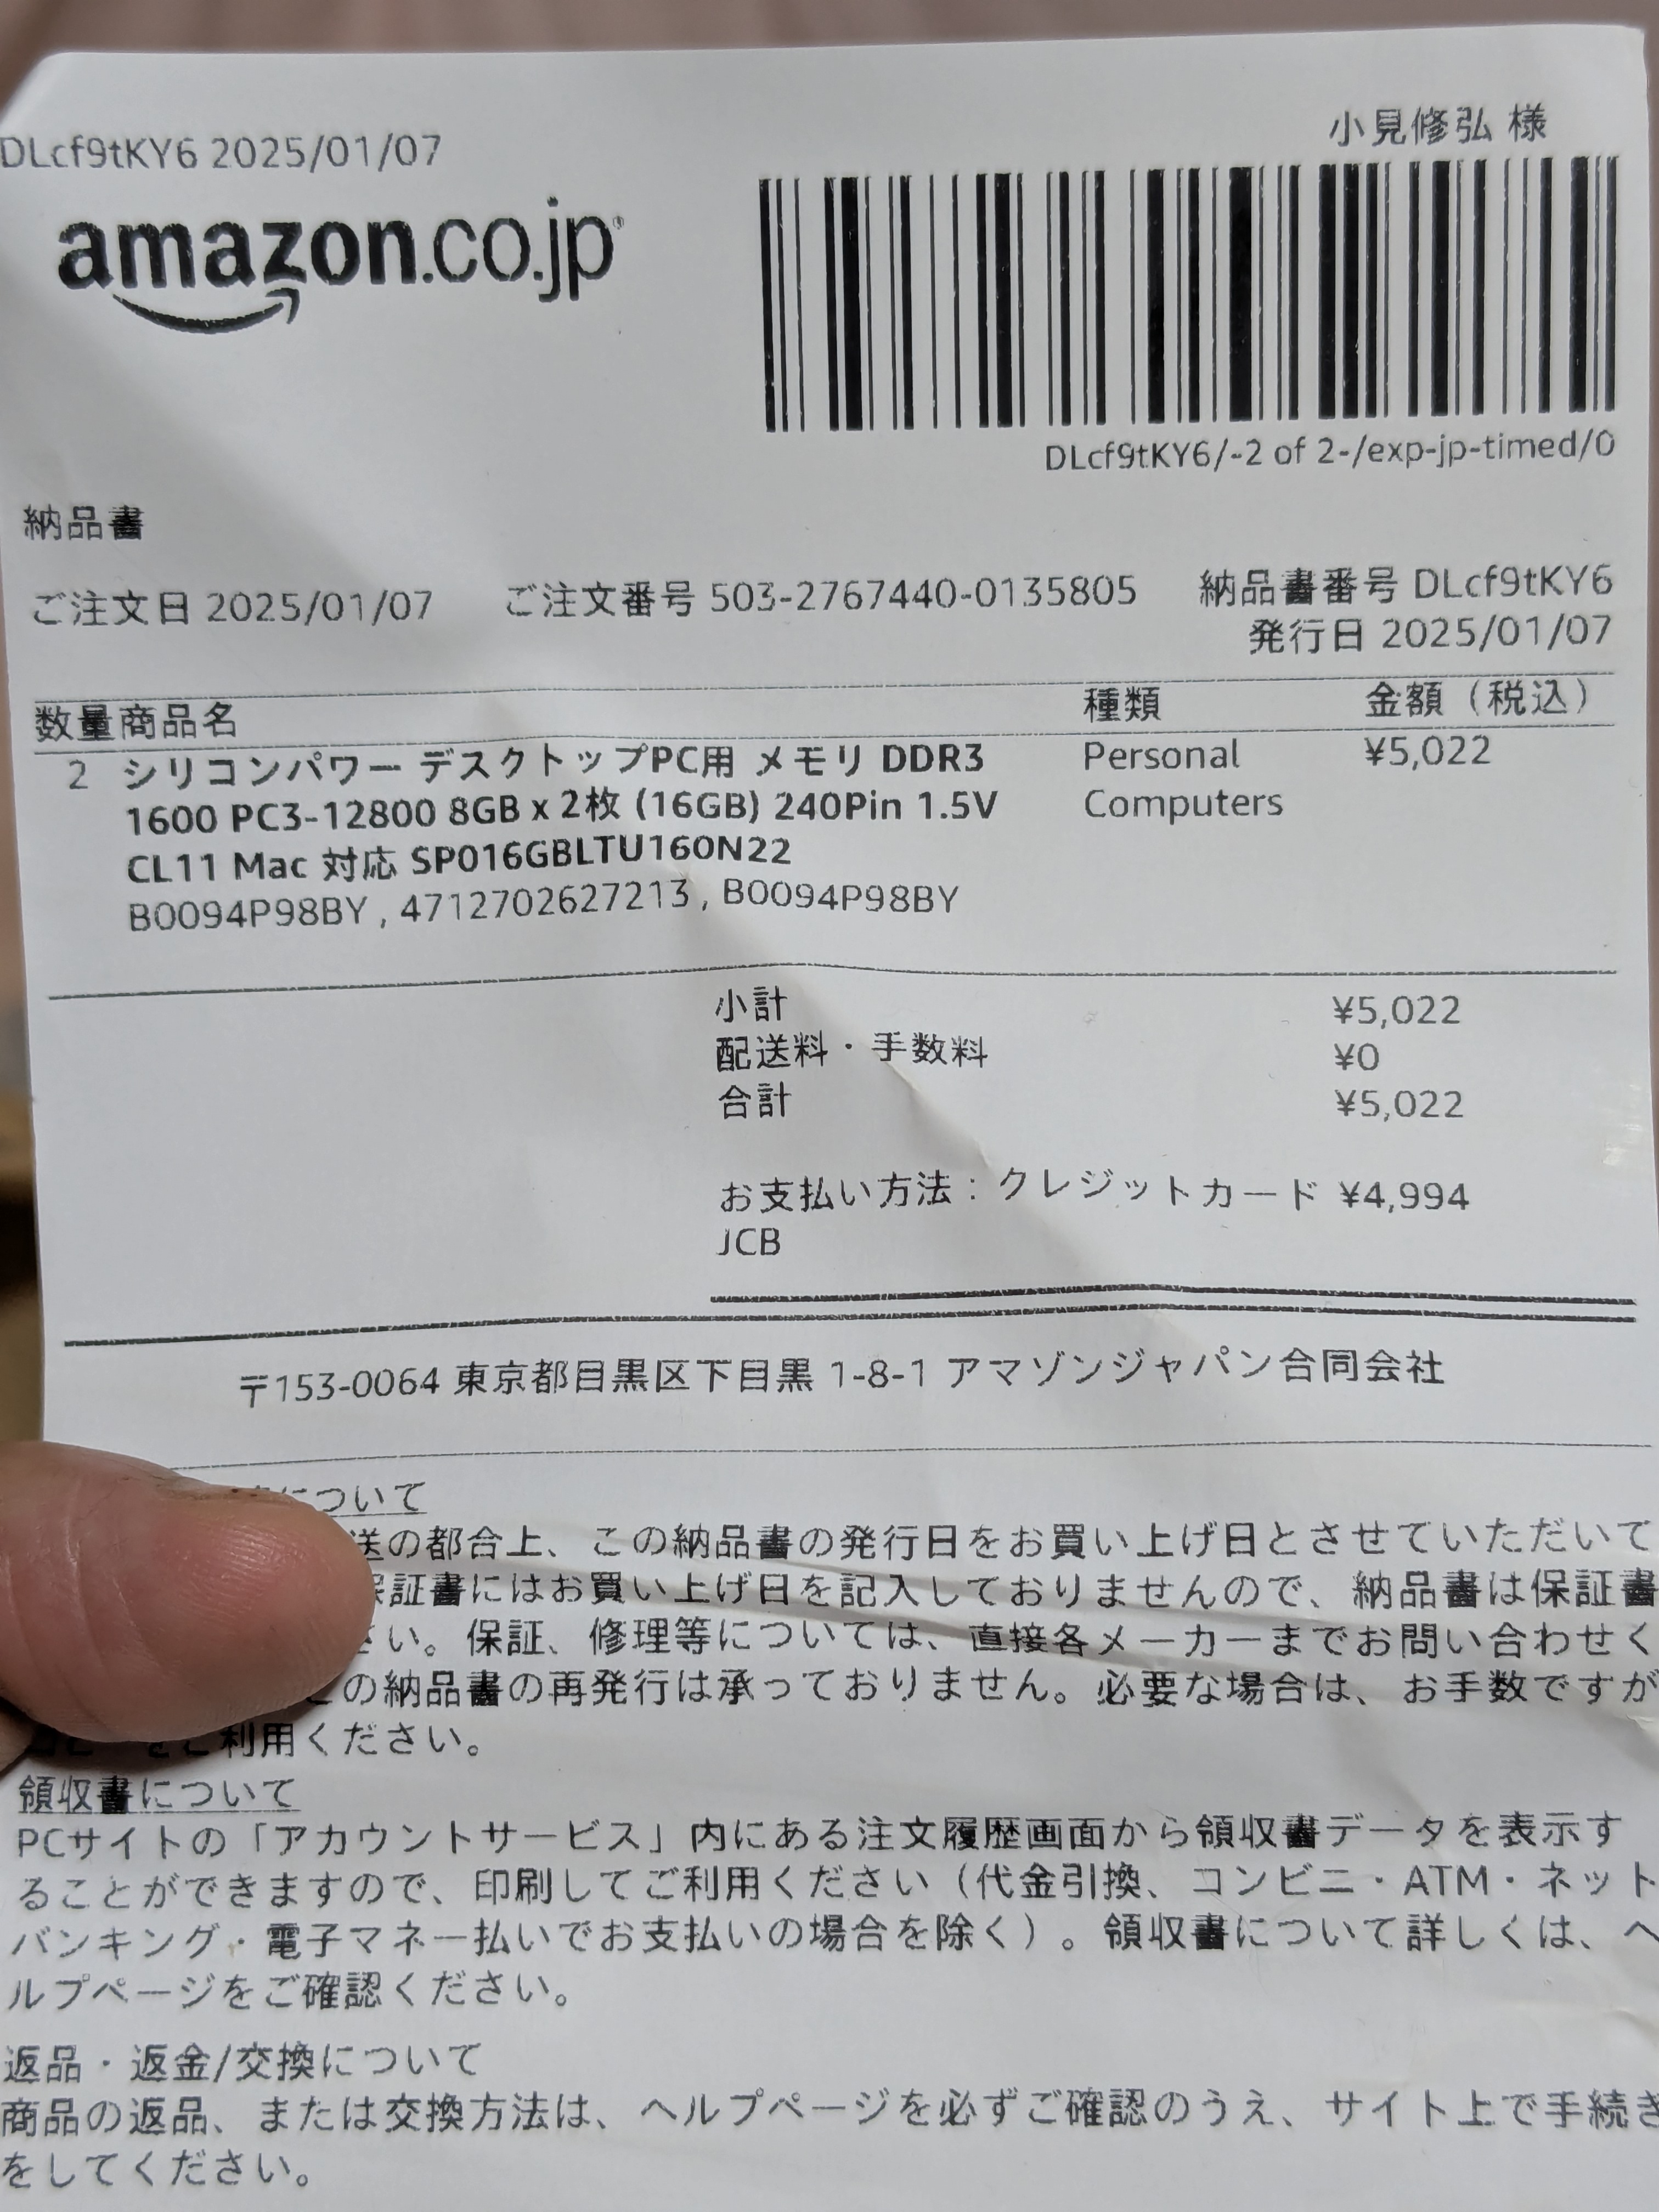 小見修弘 様
DLcf9tKY6 2025/01/07
amazon.co.jp
DLcf9tKY6/-2 of 2-/exp-jp-timed/0
納品書
ご注文日 2025/01/07 ご注文番号 503-2767440-0135805 納品書番号 DLcf9tKY6
発行日 2025/01/07
数量 商品名 種類 金額（税込）
2 シリコンパワー デスクトップPC用 メモリ DDR3 Personal ¥5,022
1600 PC3-12800 8GB x 2枚 (16GB) 240Pin 1.5V Computers
CL11 Mac 対応 SP016GBLTU160N22
B0094P98BY , 4712702627213 , B0094P98BY
小計 ¥5,022
配送料・手数料 ¥0
合計 ¥5,022
お支払い方法：クレジットカード ¥4,994
JCB
〒153-0064 東京都目黒区下目黒 1-8-1 アマゾンジャパン合同会社
について
送の都合上、この納品書の発行日をお買い上げ日とさせていただいて
保証書にはお買い上げ日を記入しておりませんので、納品書は保証書
さい。保証、修理等については、直接各メーカーまでお問い合わせく
この納品書の再発行は承っておりません。必要な場合は、お手数ですが
をご利用ください。
領収書について
PCサイトの「アカウントサービス」内にある注文履歴画面から領収書データを表示す
ることができますので、印刷してご利用ください（代金引換、コンビニ・ATM・ネット
バンキング・電子マネー払いでお支払いの場合を除く）。領収書について詳しくは、ヘ
ルプページをご確認ください。
返品・返金/交換について
商品の返品、または交換方法は、ヘルプページを必ずご確認のうえ、サイト上で手続き
をしてください。